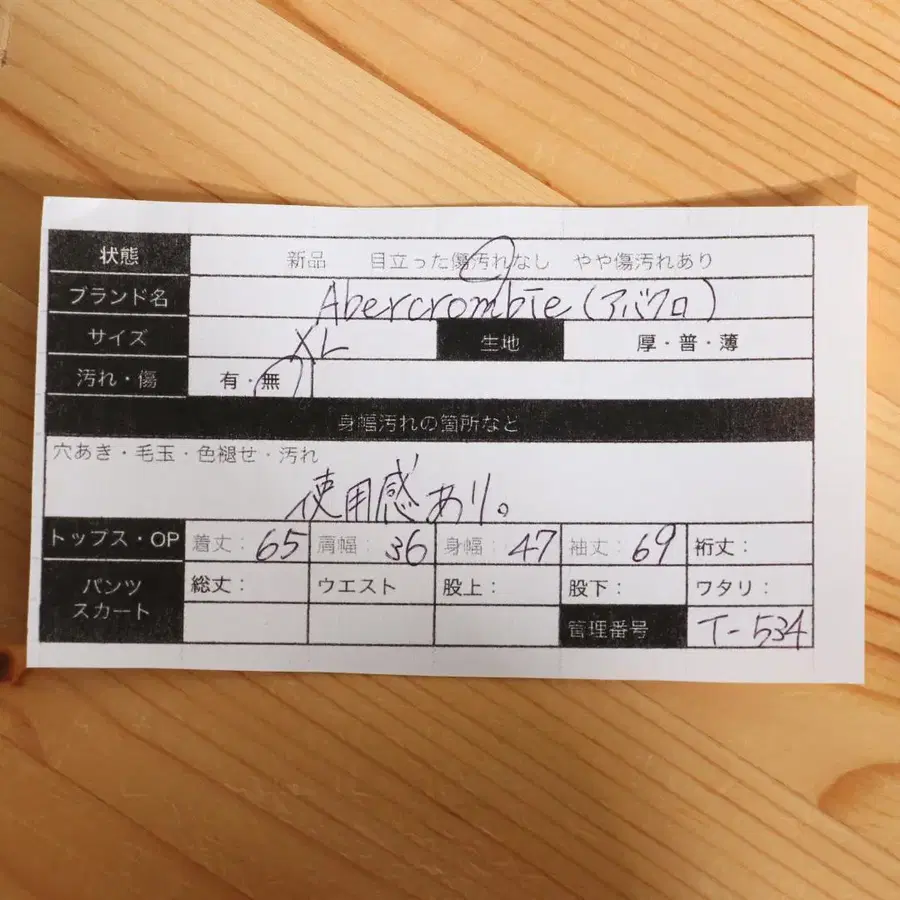 状態 新品 目立った傷汚れなし やや傷汚れあり
ブランド名 Abercrombie(アバクロ)
サイズ XL 生地 厚・普・薄
汚れ・傷 有・無
身幅汚れの箇所など
穴あき・毛玉・色褪せ・汚れ
使用感あり。
トップス・OP 着丈: 65 肩幅: 36 身幅: 47 袖丈: 69 裄丈:
パンツ スカート 総丈: ウエスト 股上: 股下: ワタリ:
管理番号 T-534